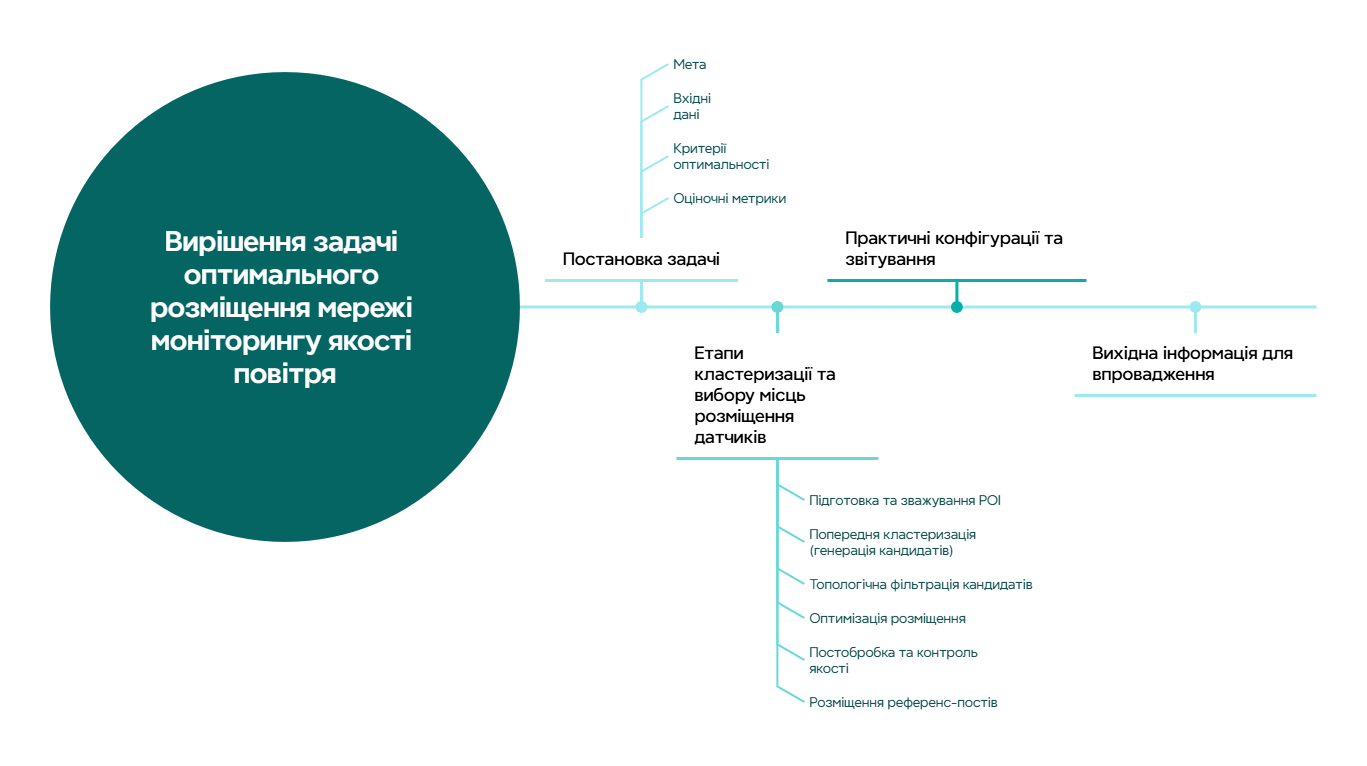 Вирішення задачі
оптимального
розміщення мережі
моніторингу якості
повітря
Мета
Вхідні
дані
Критерії
оптимальності
Оціночні метрики
Постановка задачі
Етапи
кластеризації та
вибору місць
розміщення
датчиків
Підготовка та зважування POI
Попередня кластеризація
(генерація кандидатів)
Топологічна фільтрація кандидатів
Оптимізація розміщення
Постобробка та контроль
якості
Розміщення референс-постів
Практичні конфігурації та
звітування
Вихідна інформація для
впровадження